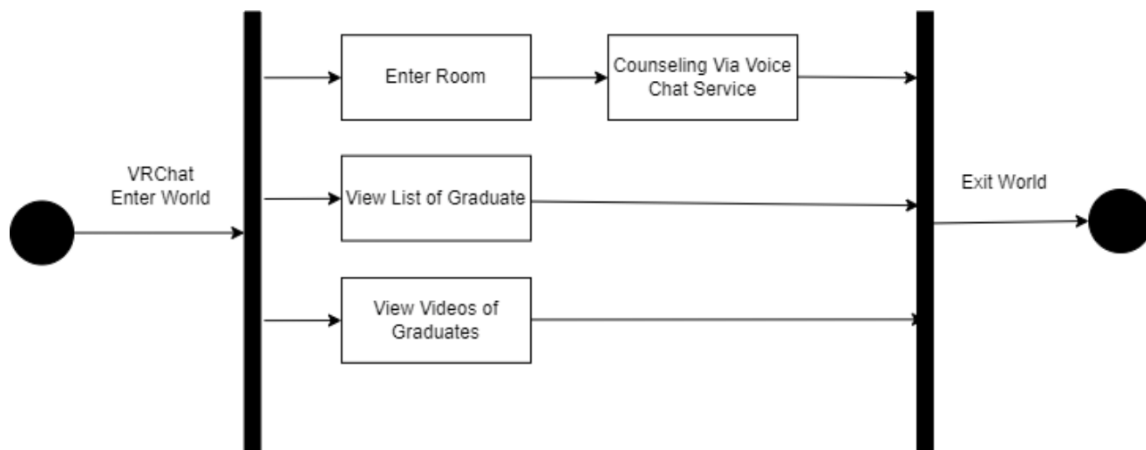 VRChat
Enter World
Enter Room
Counseling Via Voice
Chat Service
View List of Graduate
View Videos of
Graduates
Exit World